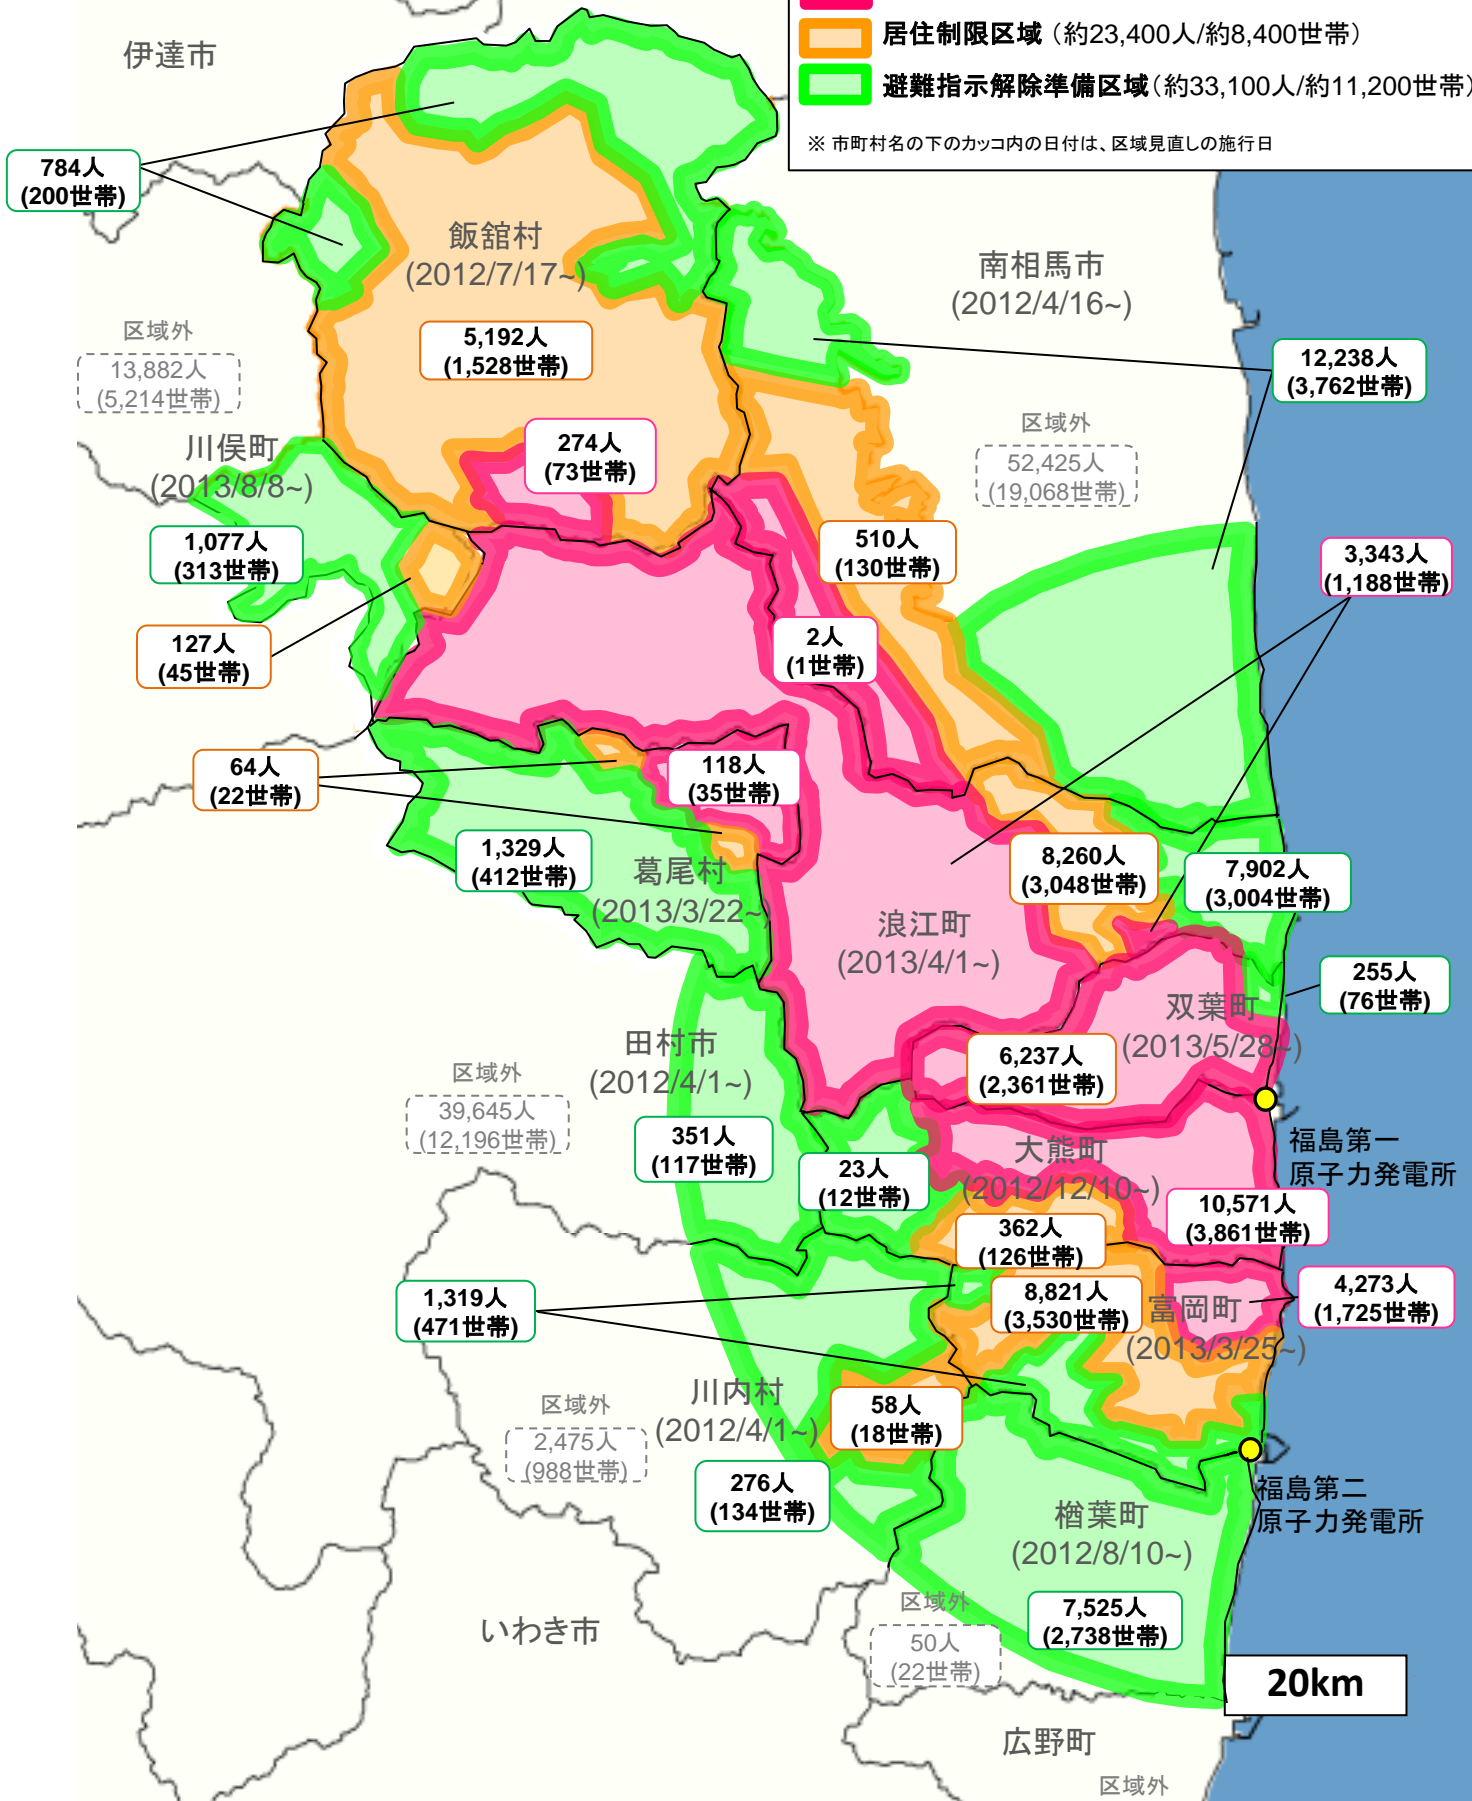 居住制限区域（約23,400人/約8,400世帯）
避難指示解除準備区域（約33,100人/約11,200世帯）
※ 市町村名の下のカッコ内の日付は、区域見直しの施行日
伊達市
784人
(200世帯)
飯舘村
(2012/7/17~)
南相馬市
(2012/4/16~)
区域外
13,882人
(5,214世帯)
5,192人
(1,528世帯)
12,238人
(3,762世帯)
川俣町
(2013/8/8~)
274人
(73世帯)
区域外
52,425人
(19,068世帯)
1,077人
(313世帯)
510人
(130世帯)
3,343人
(1,188世帯)
127人
(45世帯)
2人
(1世帯)
64人
(22世帯)
118人
(35世帯)
1,329人
(412世帯)
葛尾村
(2013/3/22~)
8,260人
(3,048世帯)
7,902人
(3,004世帯)
浪江町
(2013/4/1~)
255人
(76世帯)
双葉町
(2013/5/28~)
田村市
(2012/4/1~)
6,237人
(2,361世帯)
区域外
39,645人
(12,196世帯)
351人
(117世帯)
23人
(12世帯)
大熊町
(2012/12/10~)
福島第一
原子力発電所
10,571人
(3,861世帯)
362人
(126世帯)
1,319人
(471世帯)
8,821人
(3,530世帯)
富岡町
(2013/3/25~)
4,273人
(1,725世帯)
川内村
(2012/4/1~)
58人
(18世帯)
区域外
2,475人
(988世帯)
276人
(134世帯)
福島第二
原子力発電所
楢葉町
(2012/8/10~)
区域外
50人
(22世帯)
7,525人
(2,738世帯)
いわき市
20km
広野町
区域外